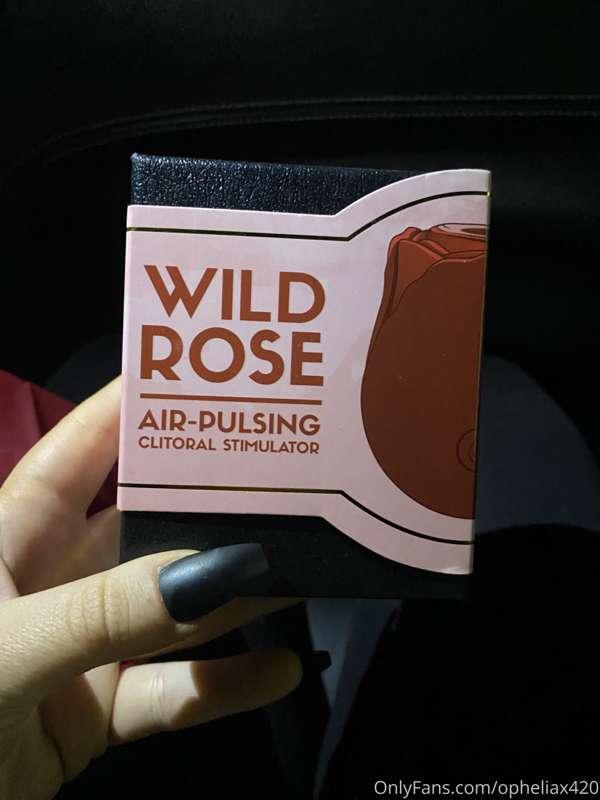 WILD
ROSE
AIR-PULSING
CLITORAL STIMULATOR
OnlyFans.com/opheliax420